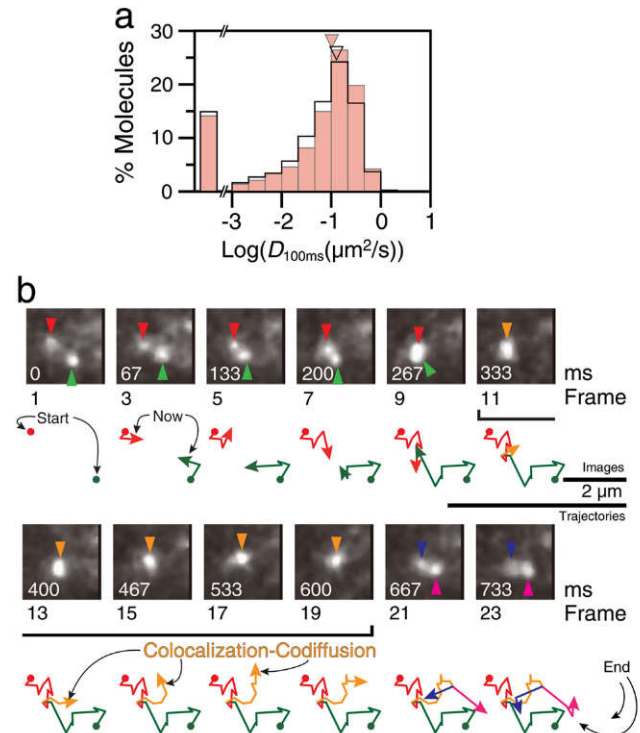 a
30
20
10
0
% Molecules
-3 -2 -1 0 1
Log(D100ms(μm²/s))
b
0 67 133 200 267 333 ms
1 3 5 7 9 11 Frame
Start Now
Images
2 μm
Trajectories
400 467 533 600 667 733 ms
13 15 17 19 21 23 Frame
Colocalization-Codiffusion
End